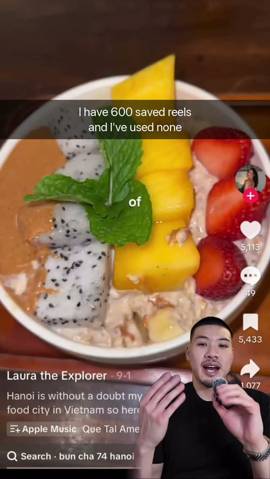 I have 600 saved reels
and I've used none
of
5,113
49
5,433
1,077
Laura the Explorer · 9-1
Hanoi is without a doubt my
food city in Vietnam so here
Apple Music Que Tal Ame
Search · bun cha 74 hanoi